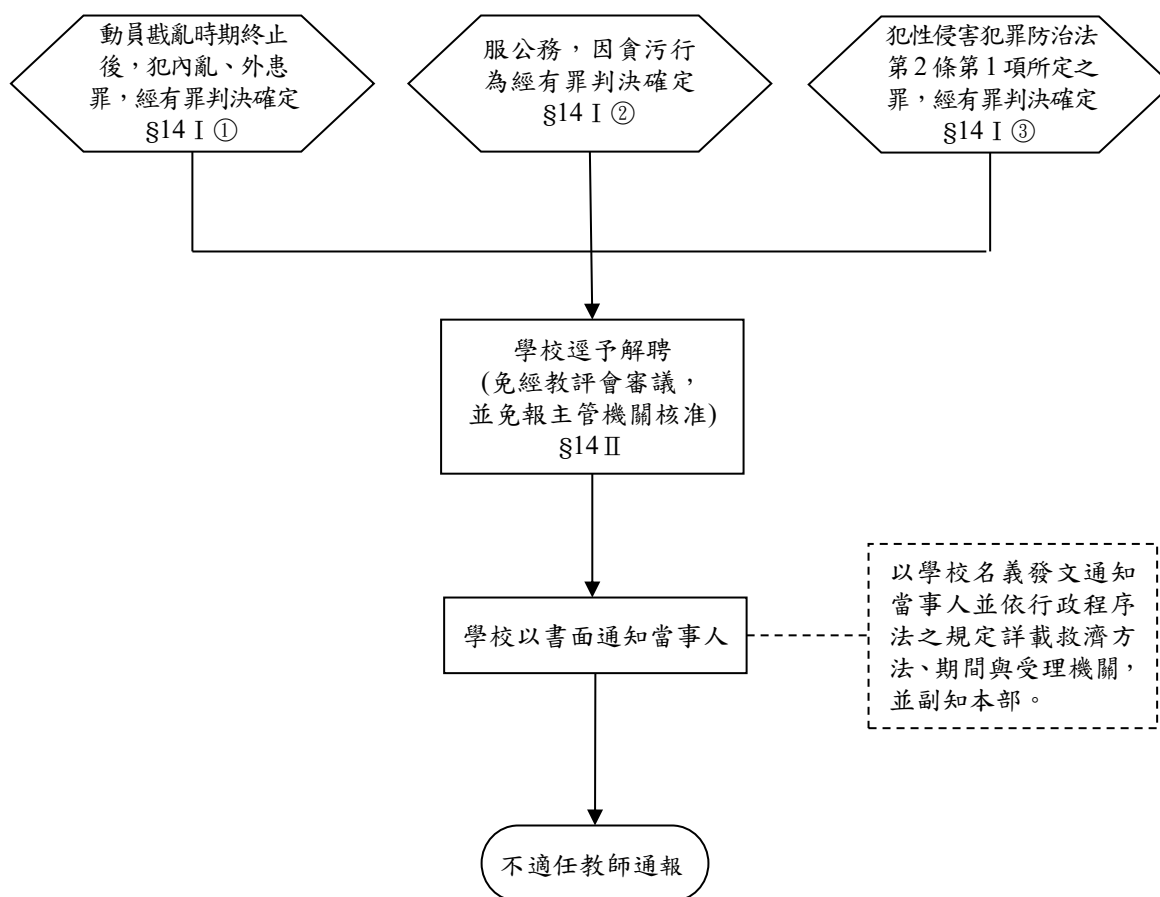 動員戡亂時期終止
後，犯內亂、外患
罪，經有罪判決確定
§14 I ①
服公務，因貪污行
為經有罪判決確定
§14 I ②
犯性侵害犯罪防治法
第2條第1項所定之
罪，經有罪判決確定
§14 I ③
學校逕予解聘
(免經教評會審議，
並免報主管機關核准)
§14Ⅱ
學校以書面通知當事人
以學校名義發文通知
當事人並依行政程序
法之規定詳載救濟方
法、期間與受理機關，
並副知本部。
不適任教師通報